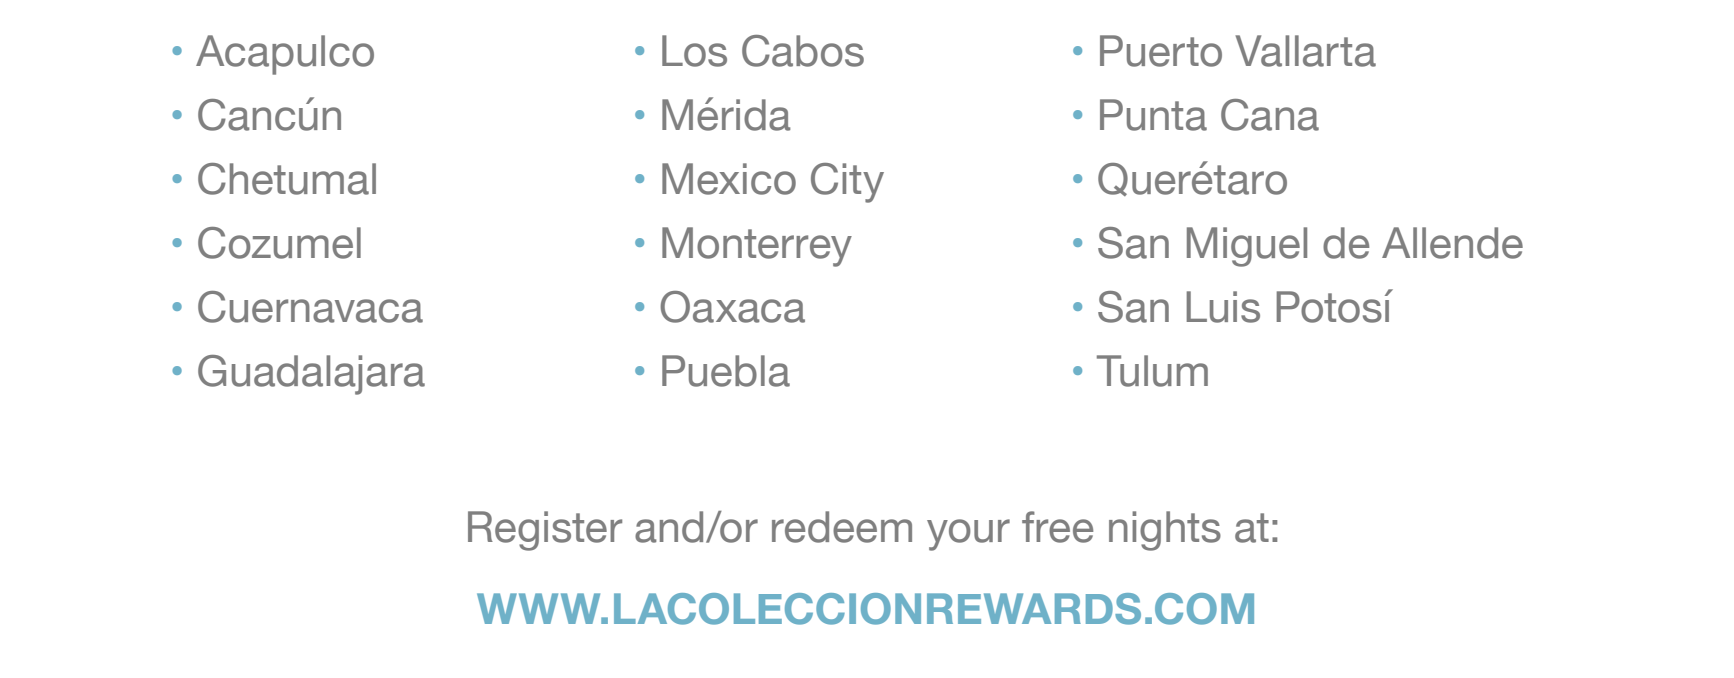 • Acapulco
• Cancún
• Chetumal
• Cozumel
• Cuernavaca
• Guadalajara
• Los Cabos
• Mérida
• Mexico City
• Monterrey
• Oaxaca
• Puebla
• Puerto Vallarta
• Punta Cana
• Querétaro
• San Miguel de Allende
• San Luis Potosí
• Tulum
Register and/or redeem your free nights at:
WWW.LACOLECCIONREWARDS.COM